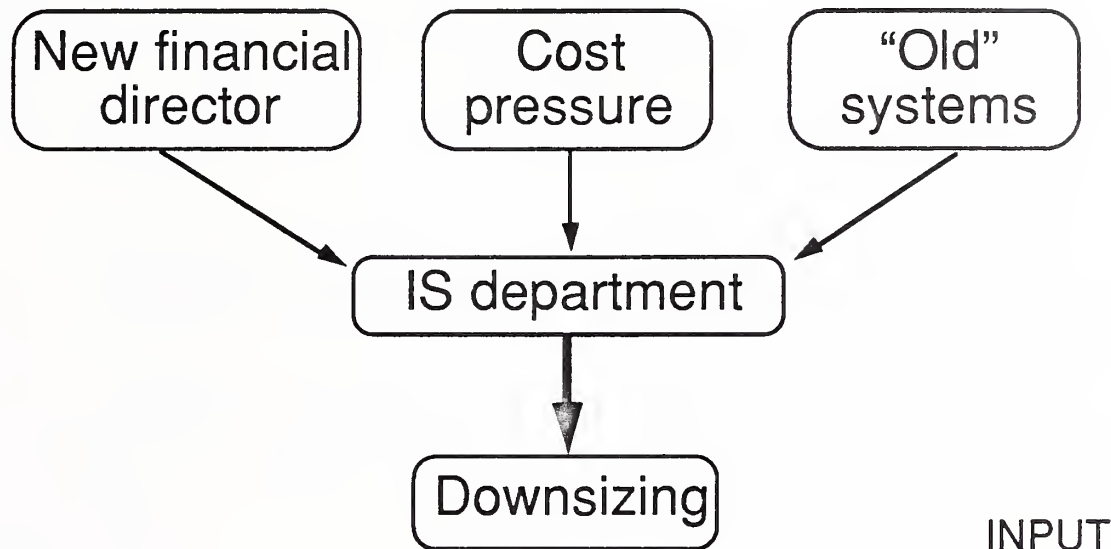 New financial
director
Cost
pressure
“Old”
systems
IS department
Downsizing
INPUT